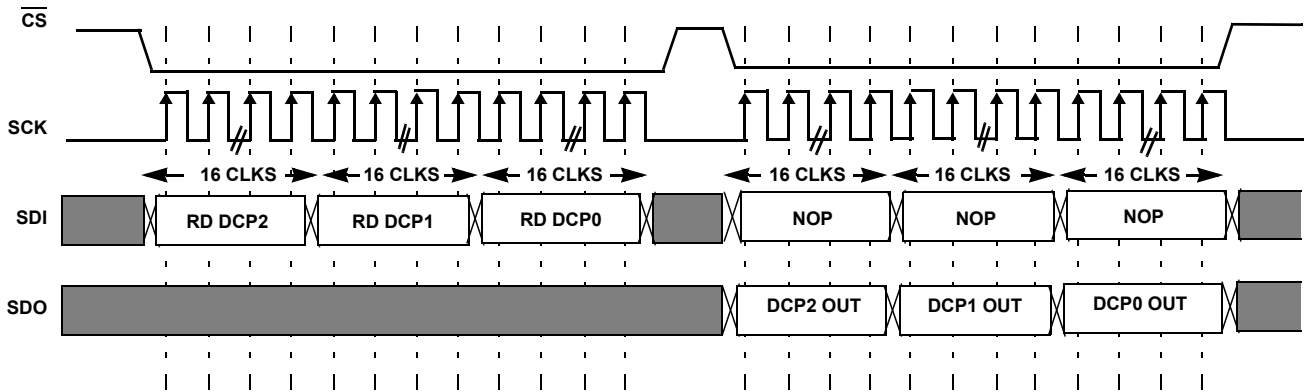 CS
SCK
16 CLKS 16 CLKS 16 CLKS 16 CLKS 16 CLKS 16 CLKS
SDI RD DCP2 RD DCP1 RD DCP0 NOP NOP NOP
SDO DCP2 OUT DCP1 OUT DCP0 OUT